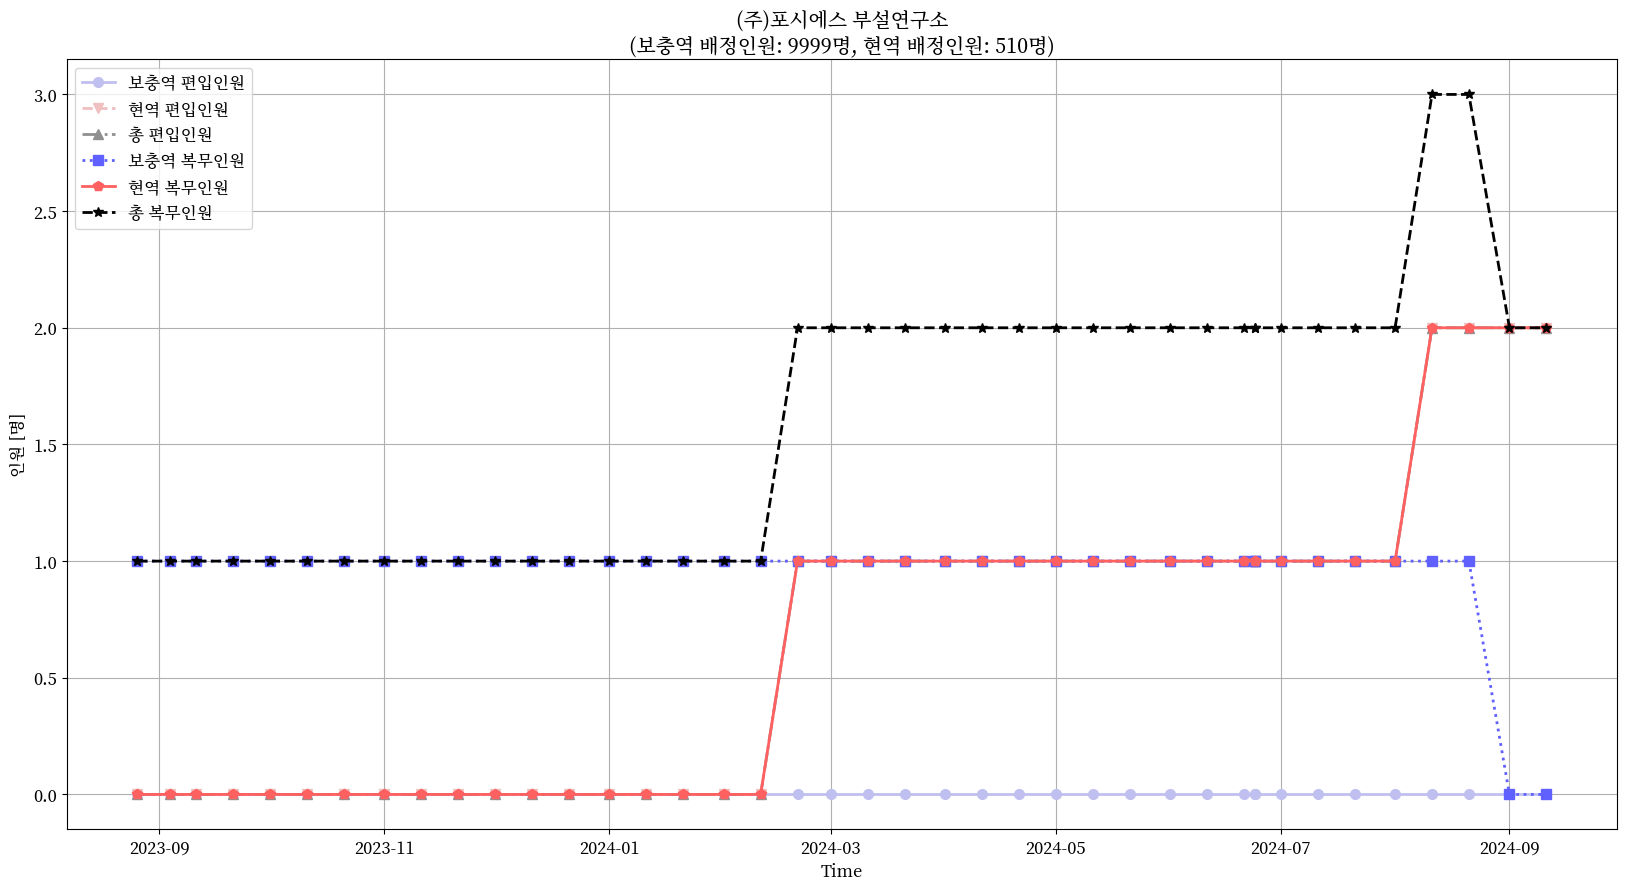 (주)포시에스 부설연구소
(보충역 배정인원: 9999명, 현역 배정인원: 510명)
보충역 편입인원
현역 편입인원
총 편입인원
보충역 복무인원
현역 복무인원
총 복무인원
3.0
2.5
2.0
1.5
1.0
0.5
0.0
인원 [명]
2023-09
2023-11
2024-01
2024-03
2024-05
2024-07
2024-09
Time